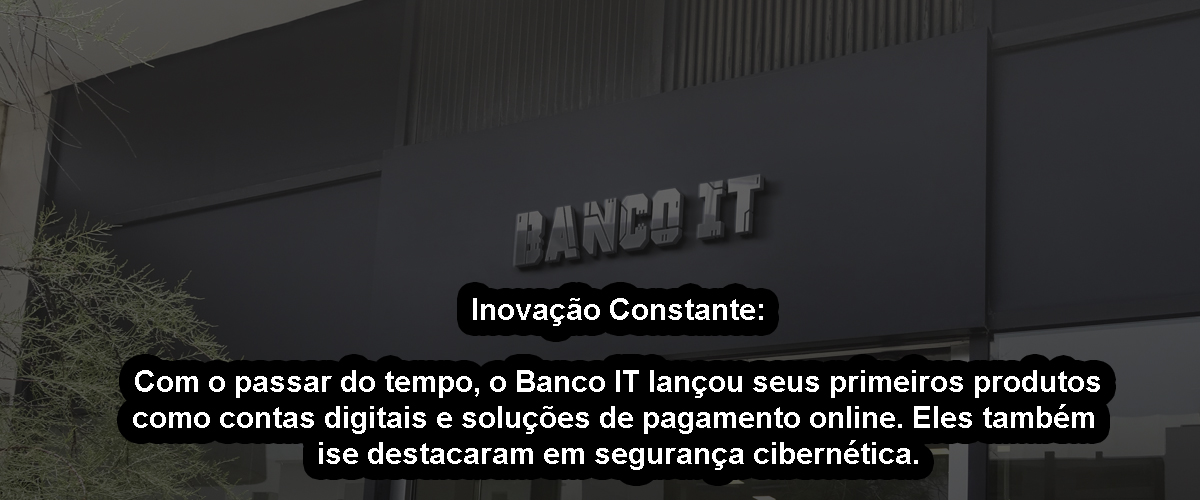 BANCO IT
Inovação Constante:
Com o passar do tempo, o Banco IT lançou seus primeiros produtos
como contas digitais e soluções de pagamento online. Eles também
ise destacaram em segurança cibernética.